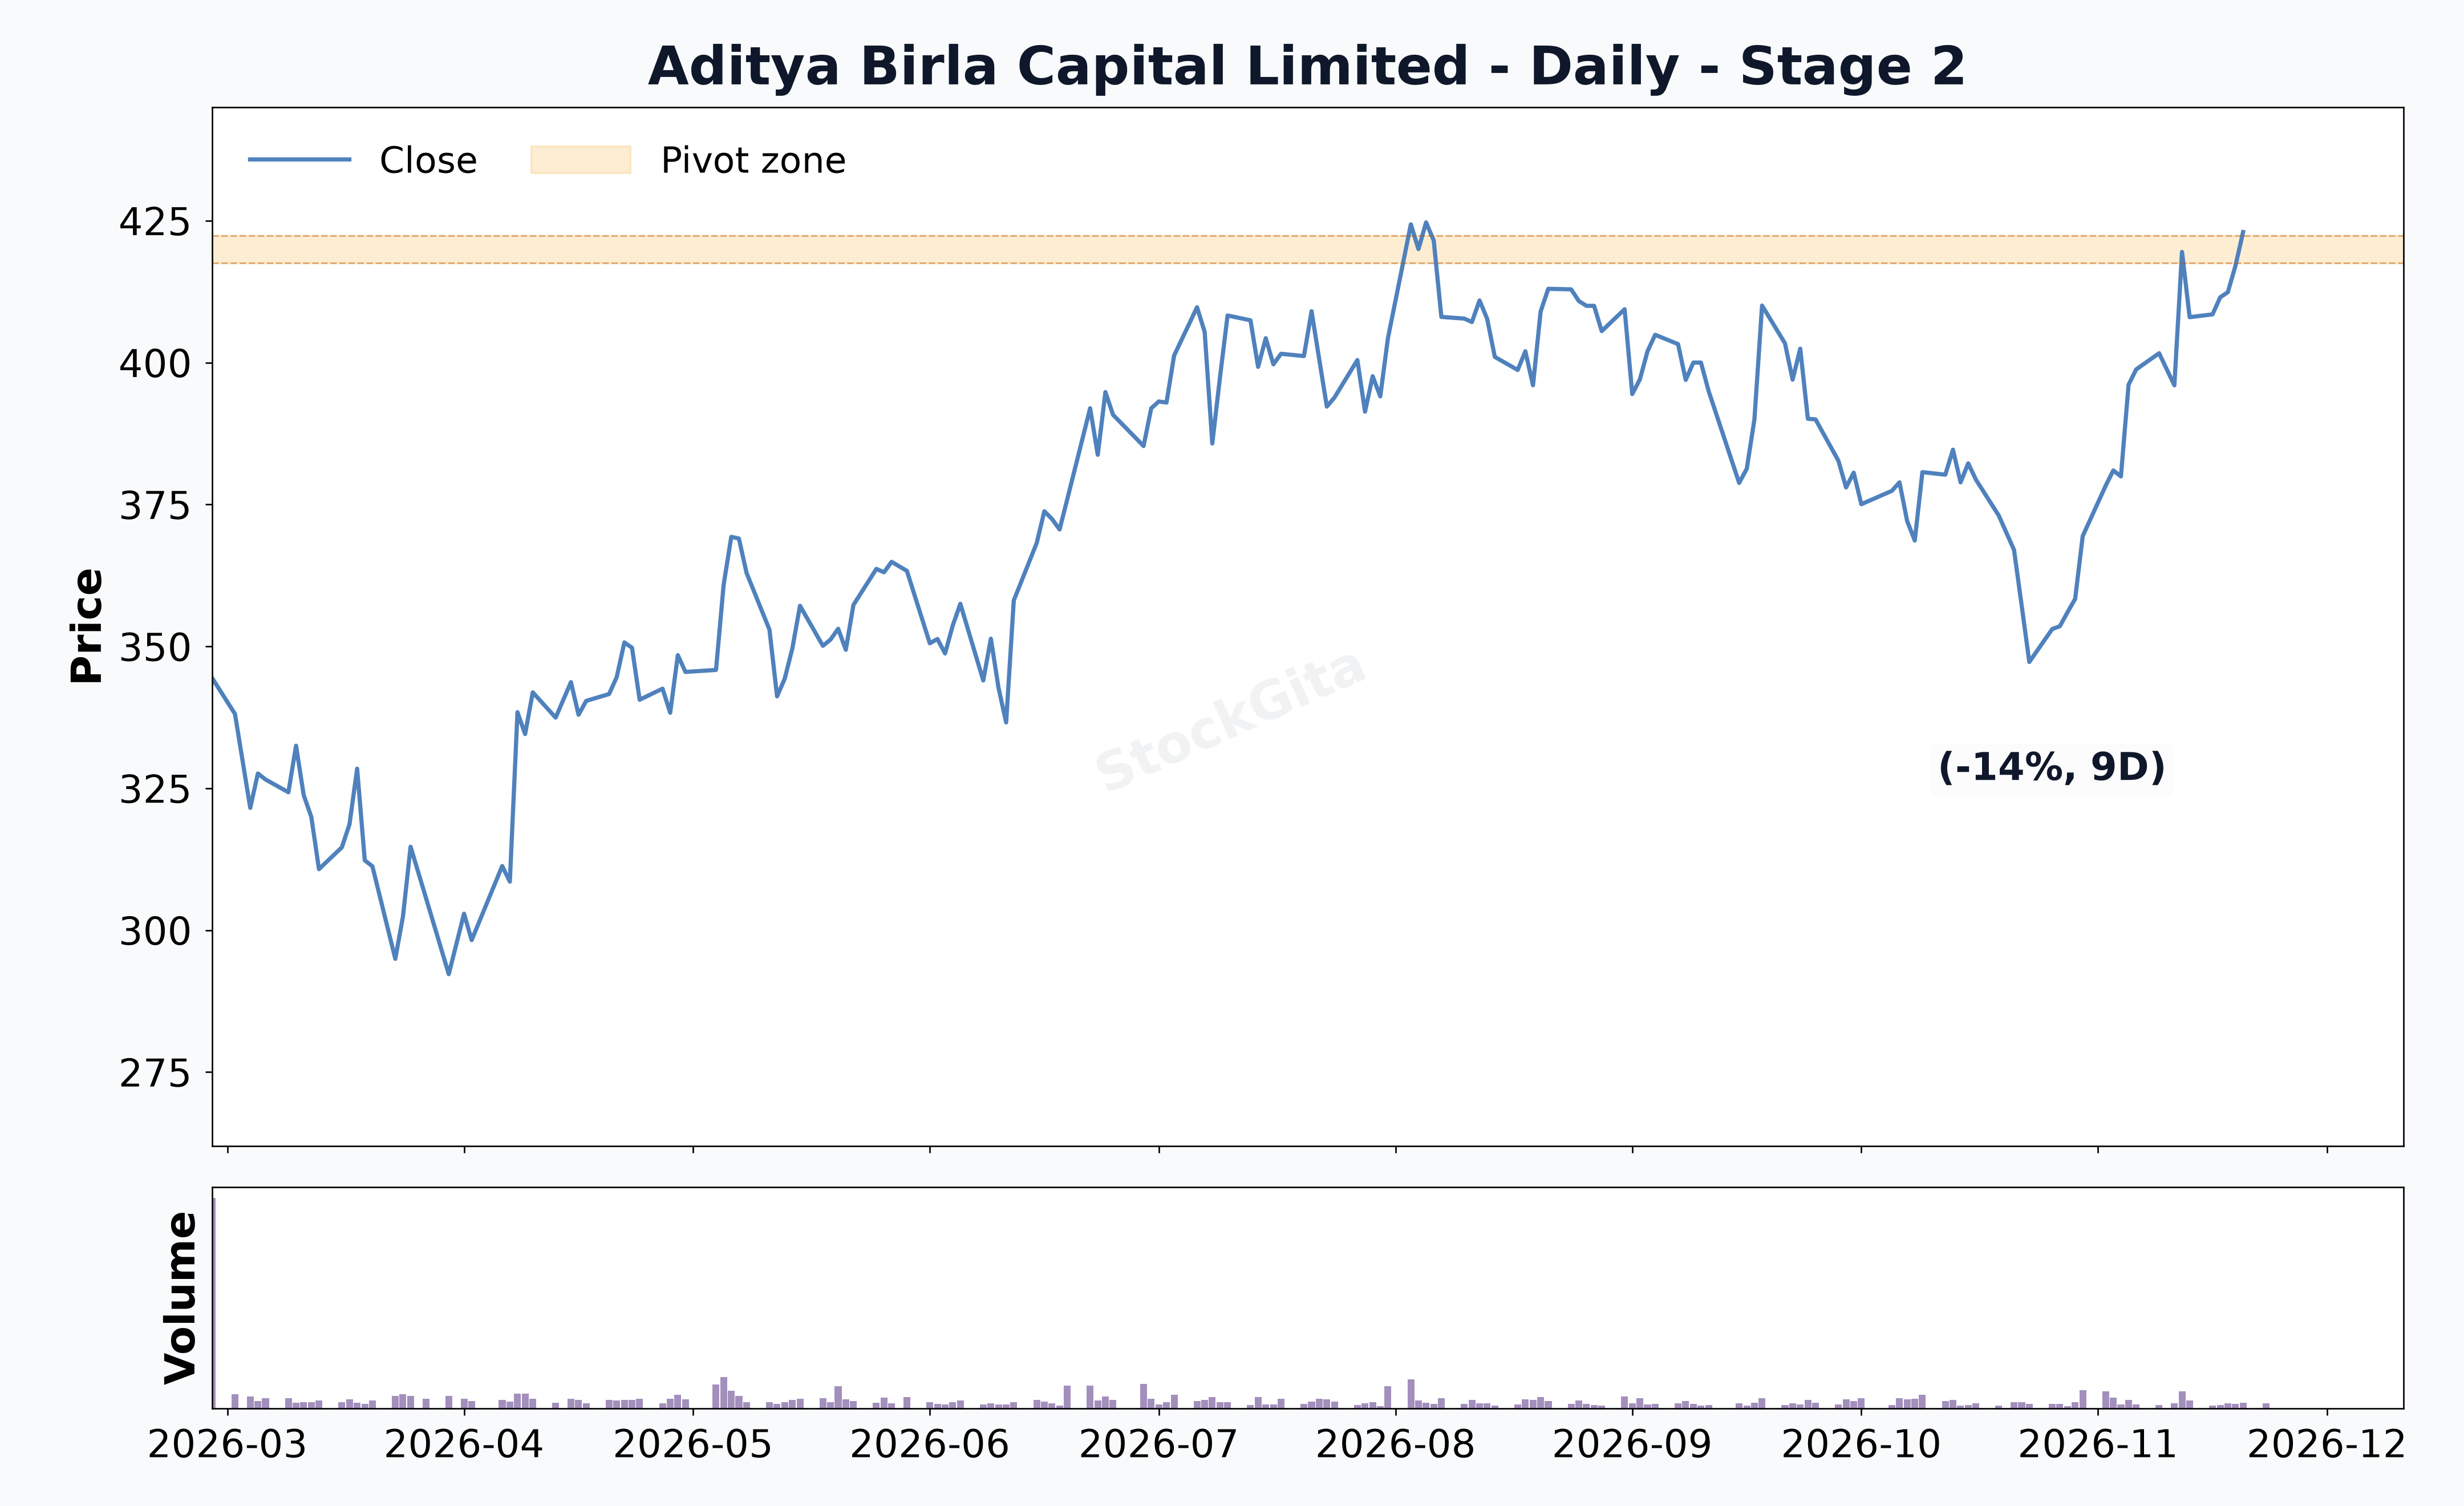 Aditya Birla Capital Limited - Daily - Stage 2
Close
Pivot zone
425
400
375
350
325
300
275
Price
StockGita
(-14%, 9D)
Volume
2026-03
2026-04
2026-05
2026-06
2026-07
2026-08
2026-09
2026-10
2026-11
2026-12